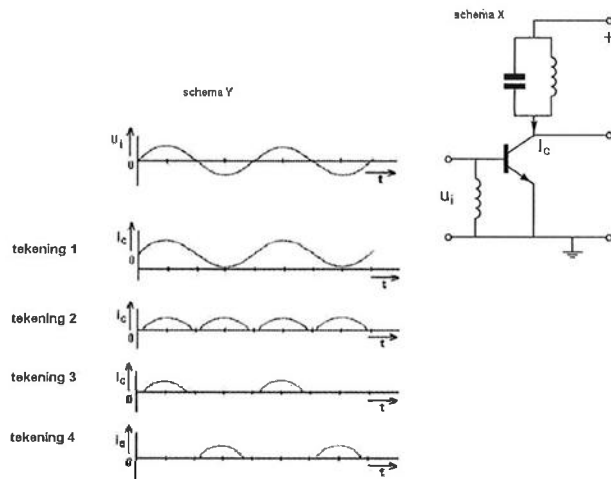 schema X
+
schema Y
I_c
U_i
0
t
u_i
tekening 1
I_c
0
t
tekening 2
I_c
0
t
tekening 3
I_c
0
t
tekening 4
I_c
0
t